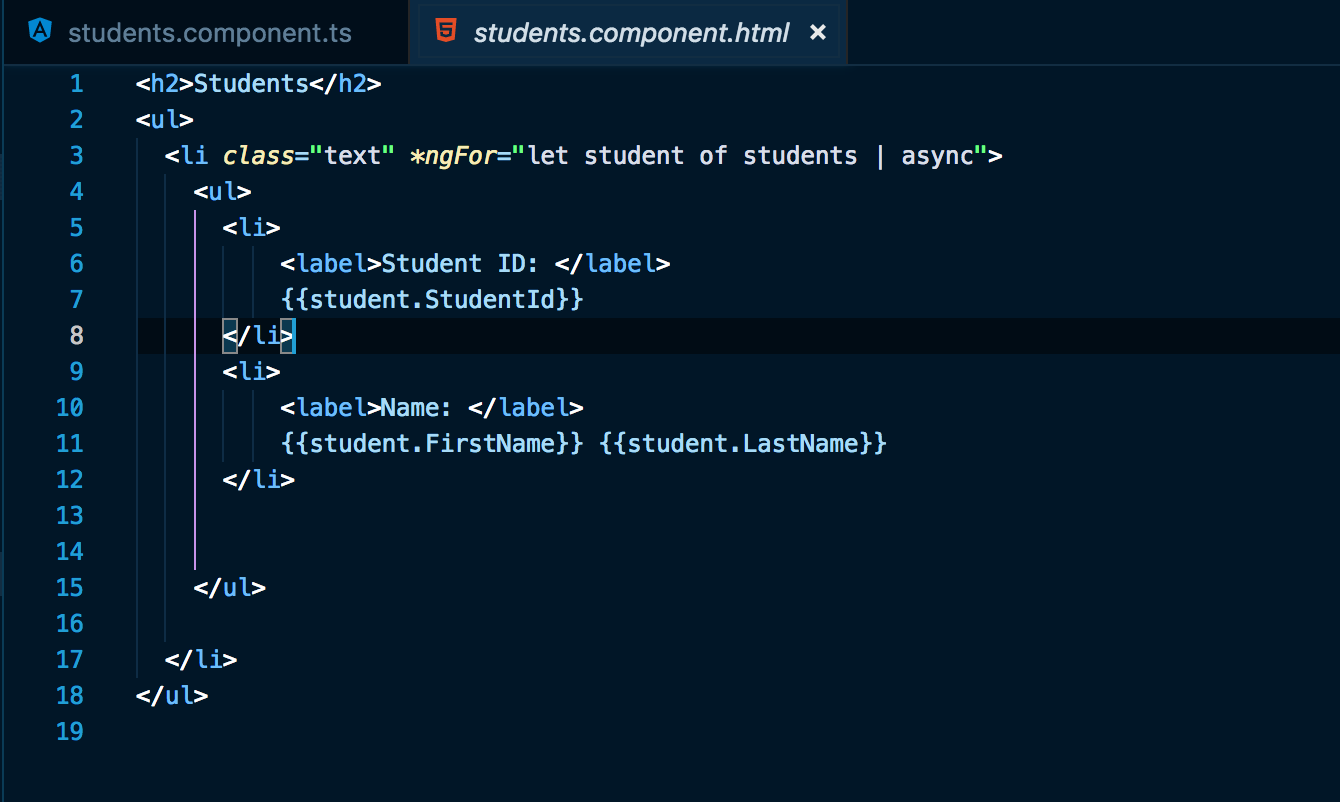 students.component.ts students.component.html ×
1 <h2>Students</h2>
2 <ul>
3 <li class="text" *ngFor="let student of students | async">
4 <ul>
5 <li>
6 <label>Student ID: </label>
7 {{student.StudentId}}
8 </li>
9 <li>
10 <label>Name: </label>
11 {{student.FirstName}} {{student.LastName}}
12 </li>
13
14
15 </ul>
16
17 </li>
18 </ul>
19